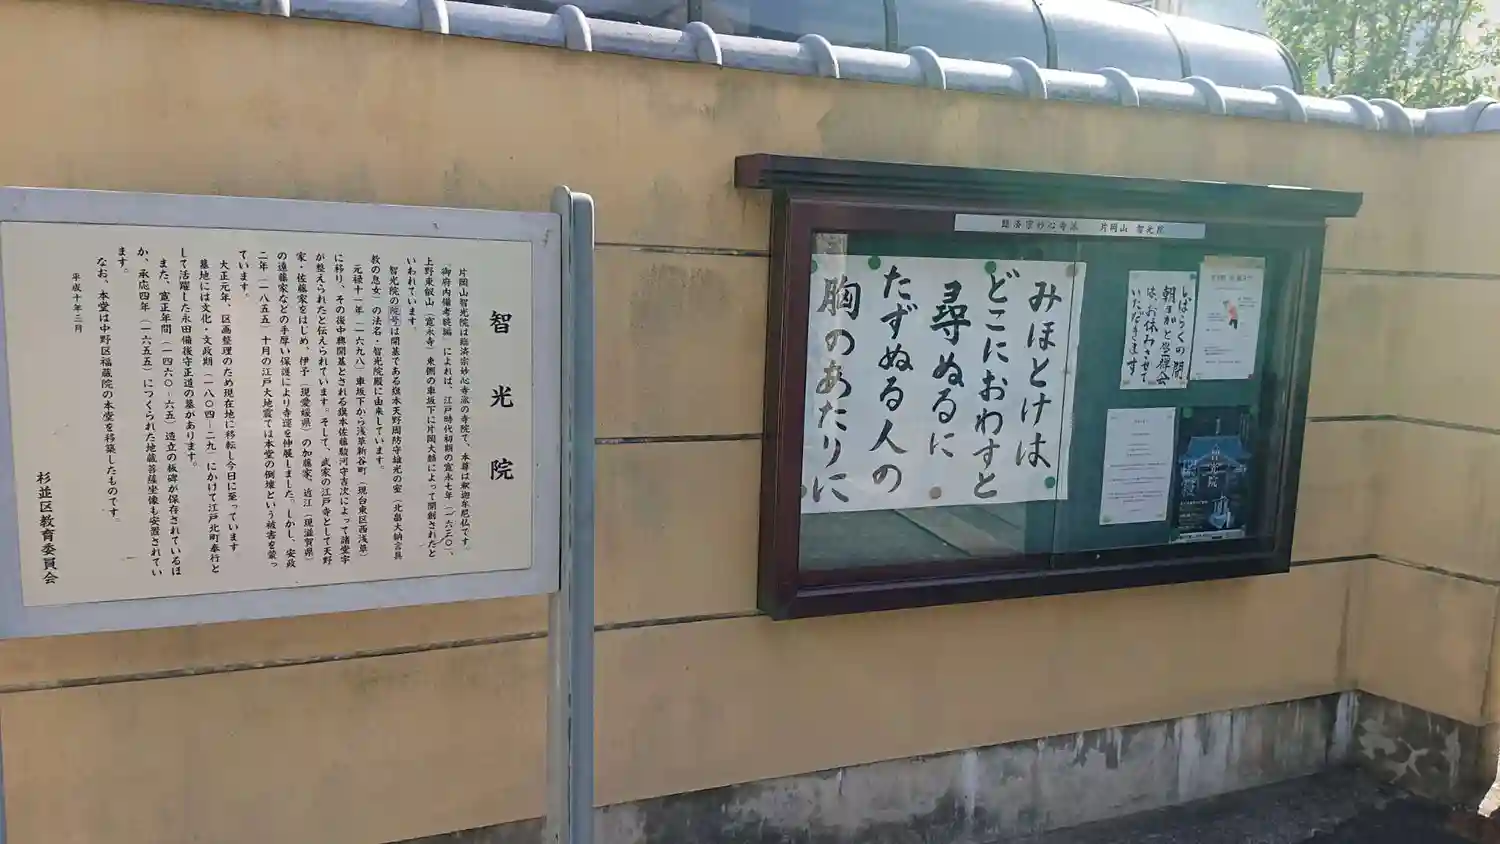 智光院
片岡山智光院は臨済宗妙心寺派の寺院で、本尊は釈迦牟尼仏です。
『御府内備考続編』によれば、江戸時代初期の寛永七年（一六三〇）、
上野東叡山（寛永寺）東側の車坂下に片岡大囍によって開創されたと
いわれています。
智光院の院号は開基である旗本天野周防守雄光の室（北畠大納言具
教の息女）の法名・智光院殿に由来しています。
元禄十一年（一六九八）車坂下から浅草新谷町（現台東区西浅草）
に移り、その後中興開基とされる旗本佐藤駿河守吉次によって諸堂宇
が整えられたと伝えられています。そして、武家の江戸寺として天野
家・佐藤家をはじめ、伊予（現愛媛県）の加藤家、近江（現滋賀県）
の遠藤家などの手厚い保護により寺運を伸展しました。しかし、安政
二年（一八五五）十月の江戸大地震では本堂の倒壊という被害を蒙っ
ています。
大正元年、区画整理のため現在地に移転し今日に至っています。
墓地には文化・文政期（一八〇四―二九）にかけて江戸北町奉行と
して活躍した永田備後守正道の墓があります。
また、寛正年間（一四六〇―六五）造立の板碑が保存されているほ
か、承応四年（一六五五）につくられた地蔵菩薩坐像も安置されてい
ます。
なお、本堂は中野区福蔵院の本堂を移築したものです。
平成十年三月
杉並区教育委員会
臨済宗妙心寺派 片岡山 智光院
みほとけは
どこにおわすと
尋ぬるに
たずぬる人の
胸のあたりに
しばらくの間
朝坐禅会
は、お休みさせて
いただきます
智光院